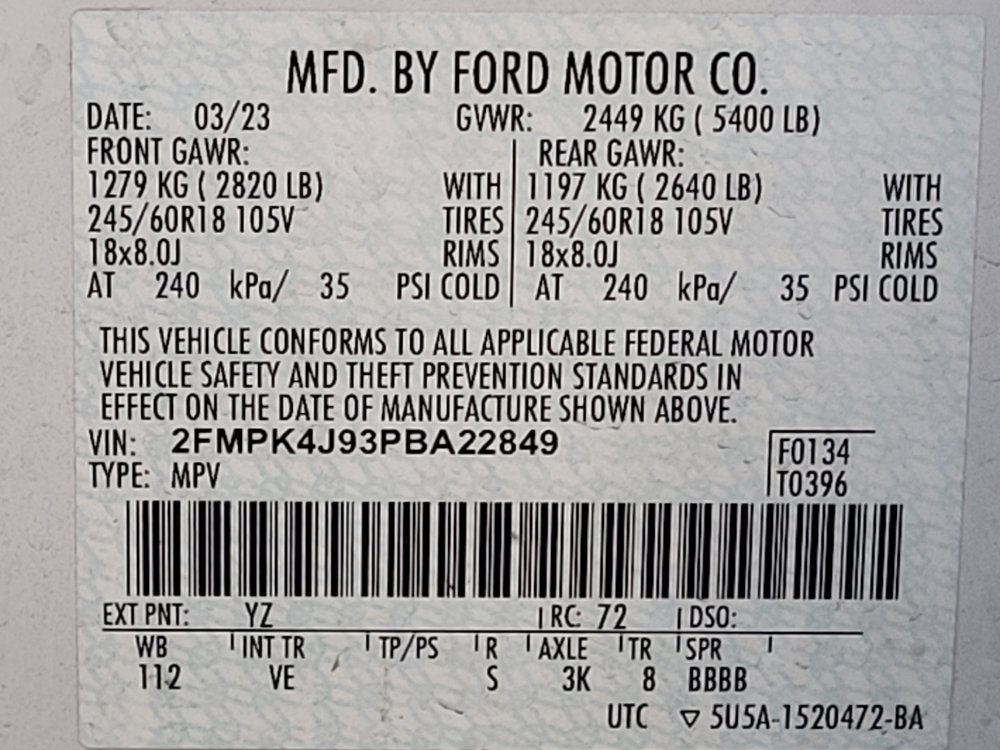 MFD. BY FORD MOTOR CO.
DATE: 03/23 GVWR: 2449 KG ( 5400 LB)
FRONT GAWR: REAR GAWR:
1279 KG ( 2820 LB) WITH 1197 KG ( 2640 LB) WITH
245/60R18 105V TIRES 245/60R18 105V TIRES
18x8.0J RIMS 18x8.0J RIMS
AT 240 kPa/ 35 PSI COLD AT 240 kPa/ 35 PSI COLD
THIS VEHICLE CONFORMS TO ALL APPLICABLE FEDERAL MOTOR
VEHICLE SAFETY AND THEFT PREVENTION STANDARDS IN
EFFECT ON THE DATE OF MANUFACTURE SHOWN ABOVE.
VIN: 2FMPK4J93PBA22849 F0134
TYPE: MPV T0396
EXT PNT: YZ RC: 72 DSO:
WB INT TR TP/PS R AXLE TR SPR
112 VE S 3K 8 BBBB
UTC ▽ 5U5A-1520472-BA